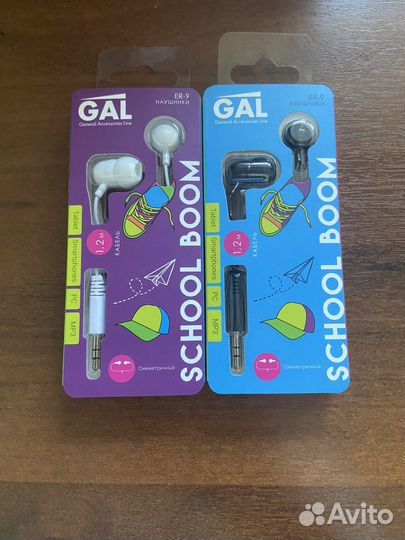 GAL
General Accessories Line
ER-9
НАУШНИКИ
SCHOOL BOOM
Tablet
Smartphones
PC
MP3
1,2 м
КАБЕЛЬ
Симметричный
GAL
General Accessories Line
ER-9
НАУШНИКИ
SCHOOL BOOM
Tablet
Smartphones
PC
MP3
1,2 м
КАБЕЛЬ
Симметричный
Avito